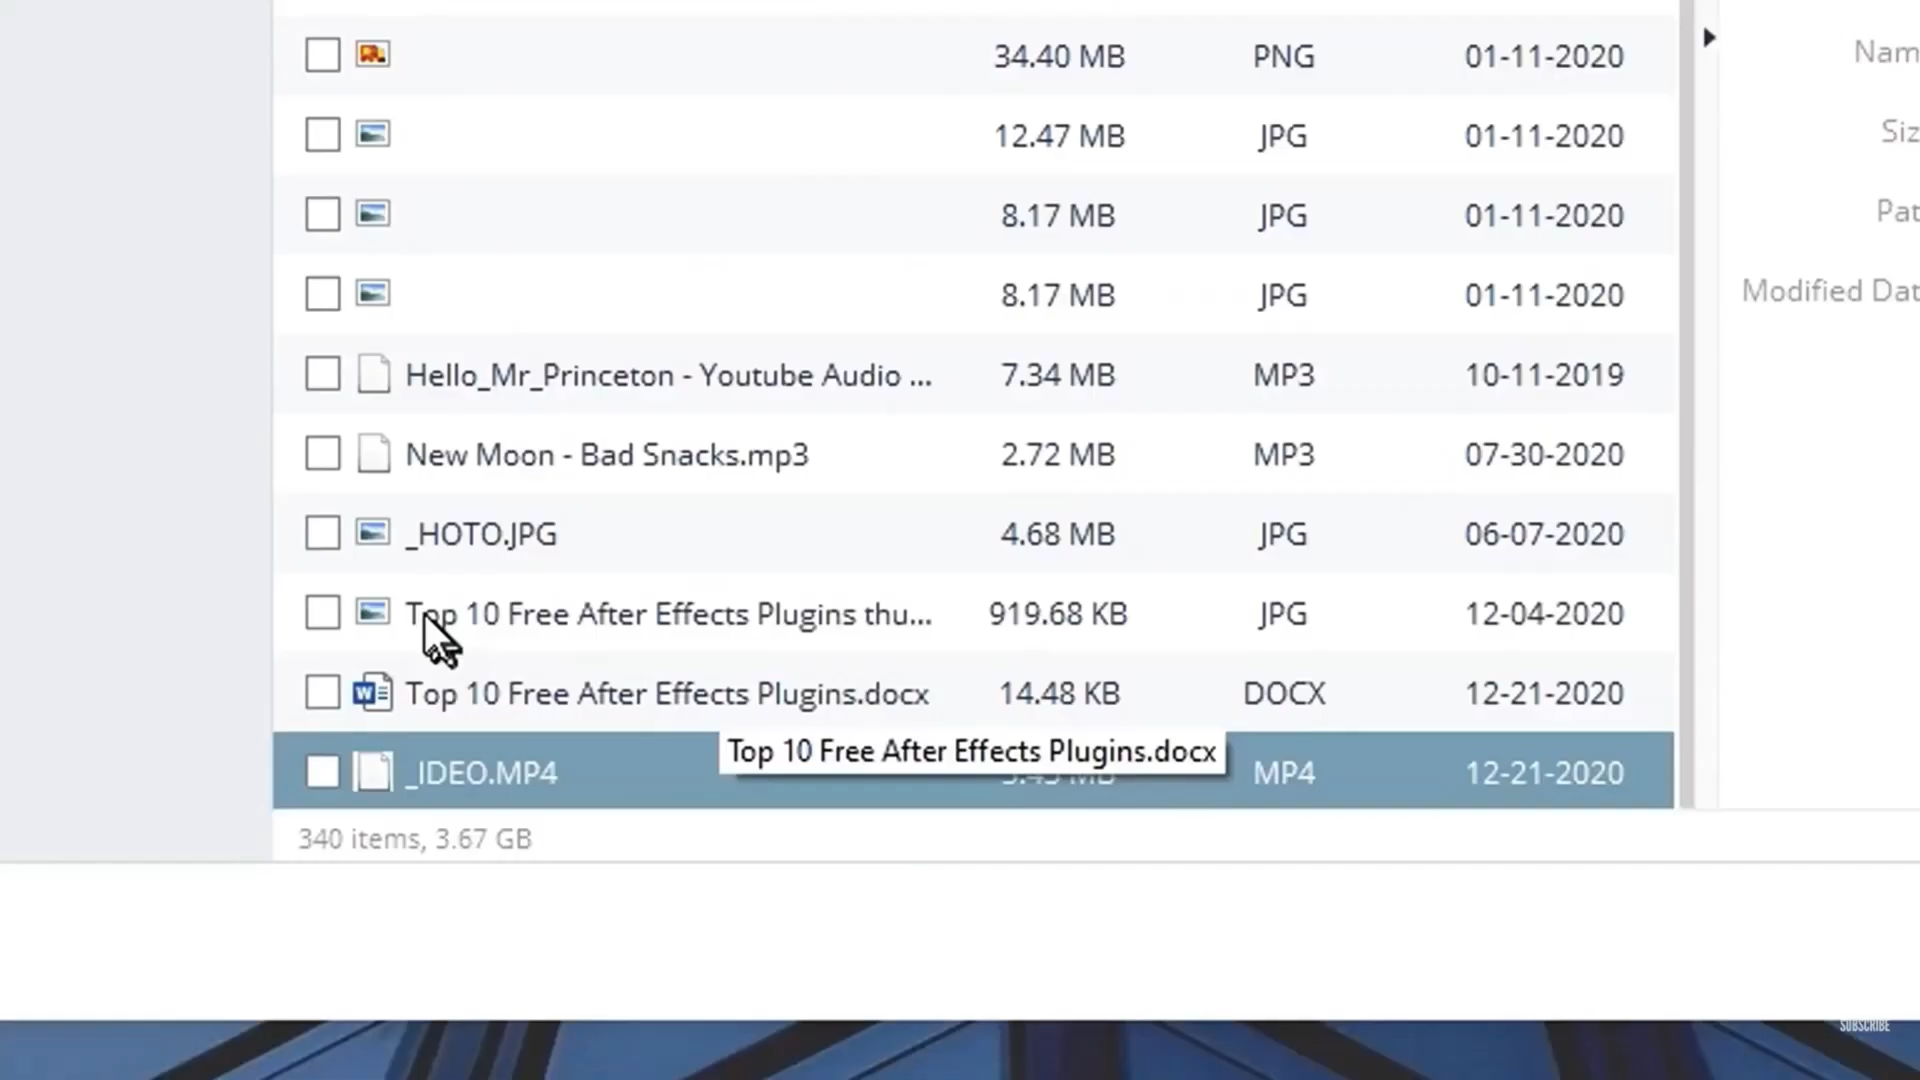 34.40 MB PNG 01-11-2020
Nam
12.47 MB JPG 01-11-2020
Siz
8.17 MB JPG 01-11-2020
Pat
8.17 MB JPG 01-11-2020
Modified Dat
Hello_Mr_Princeton - Youtube Audio ... 7.34 MB MP3 10-11-2019
New Moon - Bad Snacks.mp3 2.72 MB MP3 07-30-2020
_HOTO.JPG 4.68 MB JPG 06-07-2020
Top 10 Free After Effects Plugins thu... 919.68 KB JPG 12-04-2020
Top 10 Free After Effects Plugins.docx 14.48 KB DOCX 12-21-2020
Top 10 Free After Effects Plugins.docx
_IDEO.MP4 MB MP4 12-21-2020
340 items, 3.67 GB
SUBSCRIBE